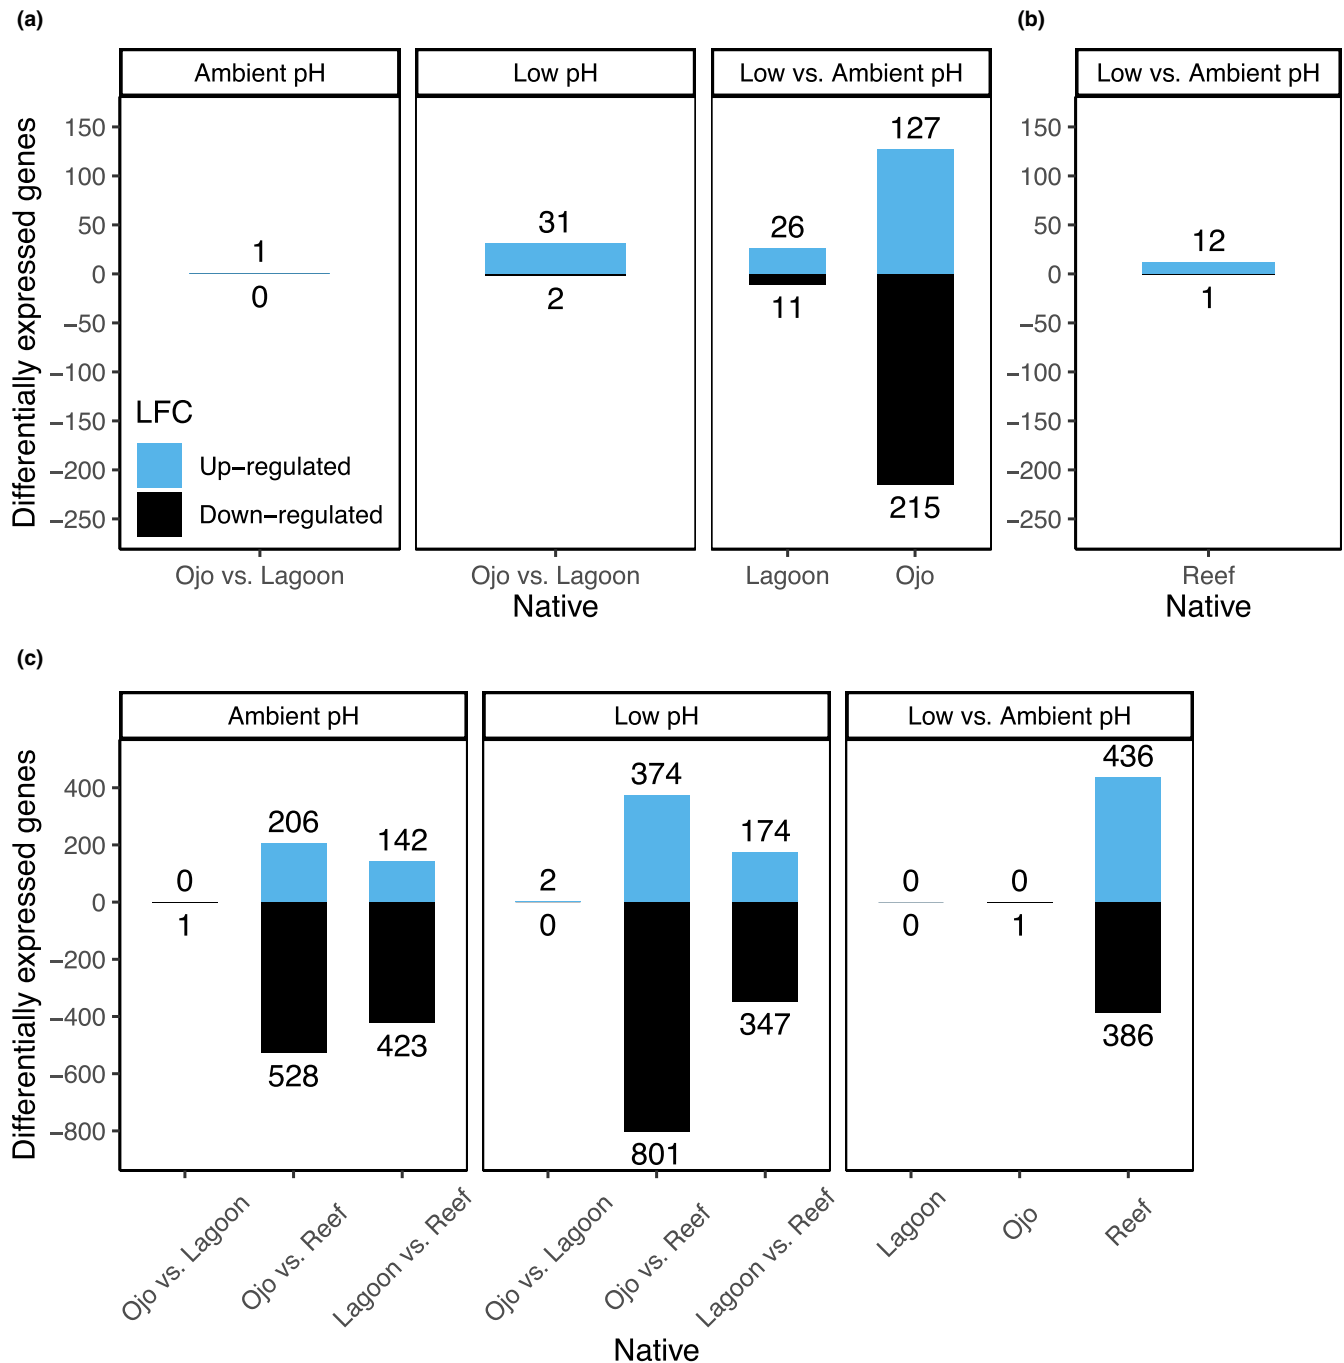 (a)
(b)
Ambient pH
Low pH
Low vs. Ambient pH
Low vs. Ambient pH
Differentially expressed genes
150
100
50
0
−50
−100
−150
−200
−250
1
0
31
2
26
11
127
215
LFC
Up−regulated
Down−regulated
Ojo vs. Lagoon
Ojo vs. Lagoon
Lagoon
Ojo
Native
150
100
50
0
−50
−100
−150
−200
−250
12
1
Reef
Native
(c)
Ambient pH
Low pH
Low vs. Ambient pH
Differentially expressed genes
400
200
0
−200
−400
−600
−800
0
1
206
528
142
423
2
0
374
801
174
347
0
0
0
1
436
386
Ojo vs. Lagoon
Ojo vs. Reef
Lagoon vs. Reef
Ojo vs. Lagoon
Ojo vs. Reef
Lagoon vs. Reef
Lagoon
Ojo
Reef
Native